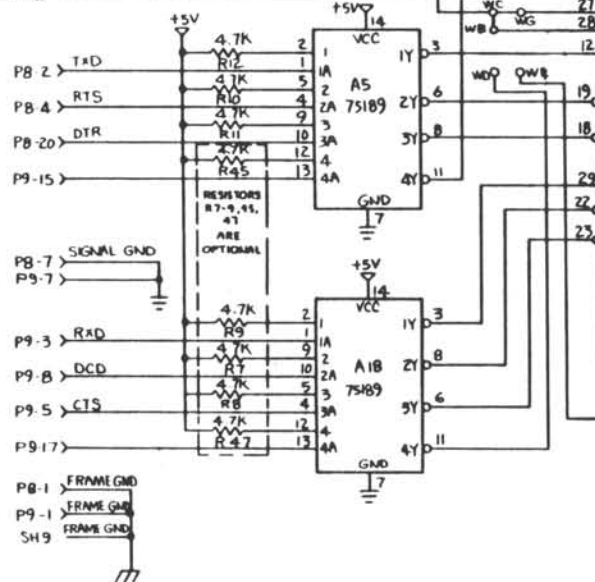 +5V
+5V
14
WC
WG
27
WB
28
4.7K
2
1
VCC
1Y
3
12
P8-2
TXD
R12
1
1A
4.7K
5
2
A5
75189
WD
P8-4
RTS
R10
4
2A
2Y
6
19
4.7K
9
3
P8-20
DTR
R11
10
3A
3Y
8
18
4.7K
12
4
P9-15
R45
13
4A
4Y
11
GND
7
29
22
23
RESISTORS
R7-9,45,
47
ARE
OPTIONAL
P8-7
SIGNAL GND
P9-7
+5V
14
VCC
4.7K
2
1
1Y
3
P9-3
RXD
R9
1
1A
4.7K
9
2
A18
75189
2Y
8
P9-8
DCD
R7
10
2A
4.7K
5
3
3Y
6
P9-5
CTS
R8
4
3A
4.7K
12
4
P9-17
R47
13
4A
4Y
11
GND
7
P8-1
FRAME GND
P9-1
FRAME GND
SH9
FRAME GND